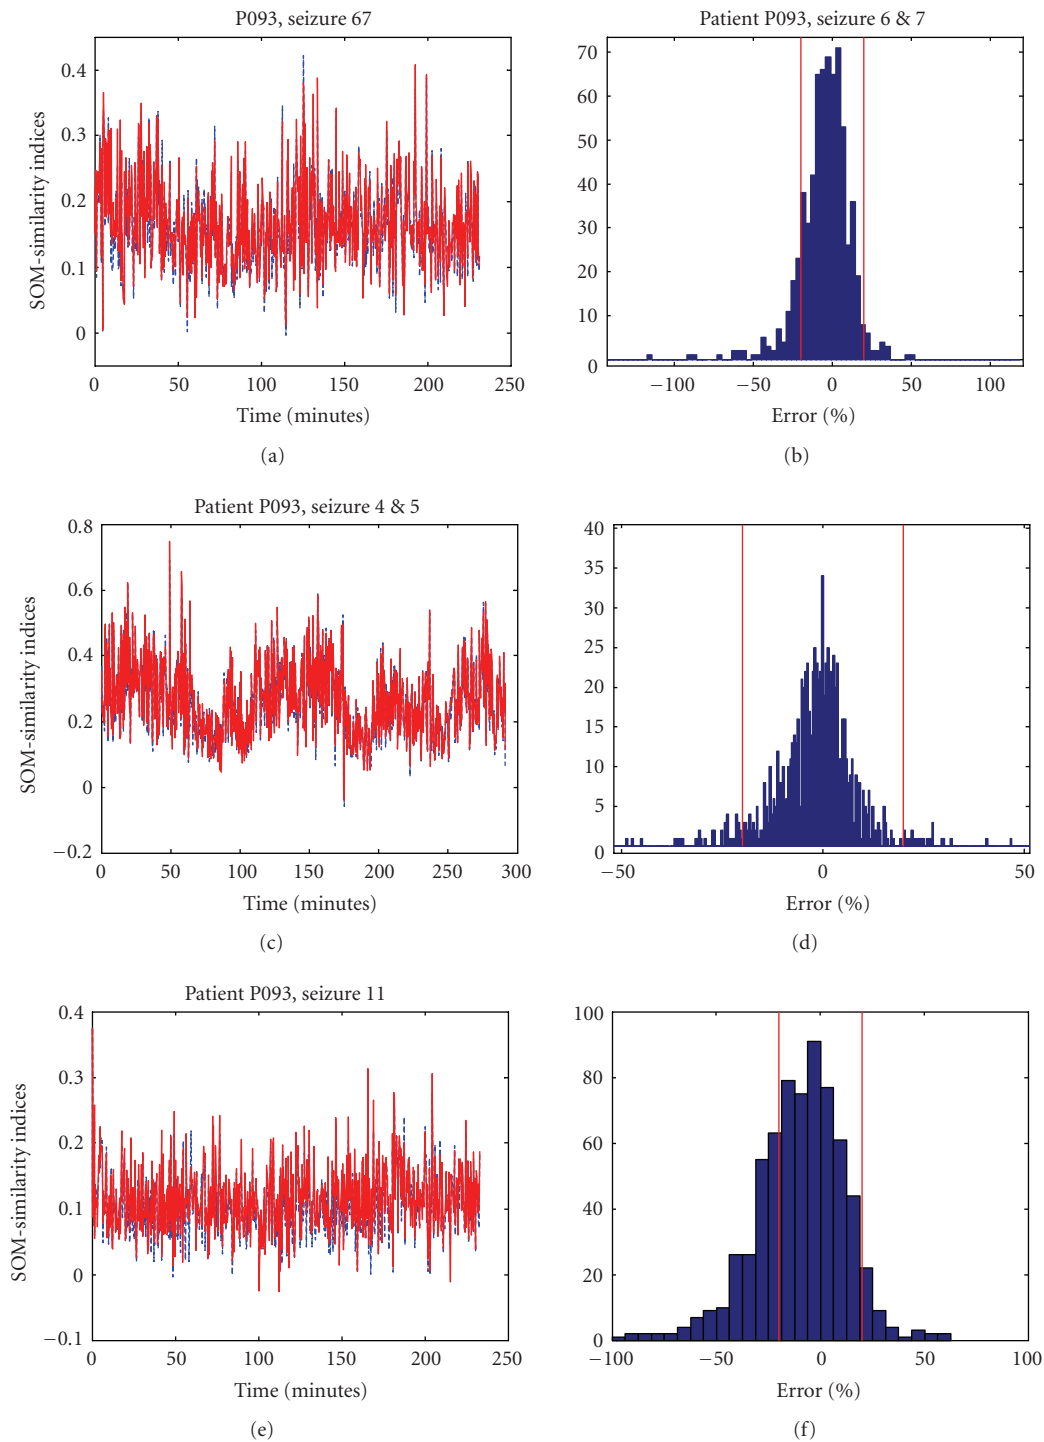 P093, seizure 67
SOM-similarity indices
0.4
0.3
0.2
0.1
0
0 50 100 150 200 250
Time (minutes)
(a)
Patient P093, seizure 6 & 7
70
60
50
40
30
20
10
0
−100 −50 0 50 100
Error (%)
(b)
Patient P093, seizure 4 & 5
SOM-similarity indices
0.8
0.6
0.4
0.2
0
−0.2
0 50 100 150 200 250 300
Time (minutes)
(c)
40
35
30
25
20
15
10
5
0
−50 0 50
Error (%)
(d)
Patient P093, seizure 11
SOM-similarity indices
0.4
0.3
0.2
0.1
0
−0.1
0 50 100 150 200 250
Time (minutes)
(e)
100
80
60
40
20
0
−100 −50 0 50 100
Error (%)
(f)